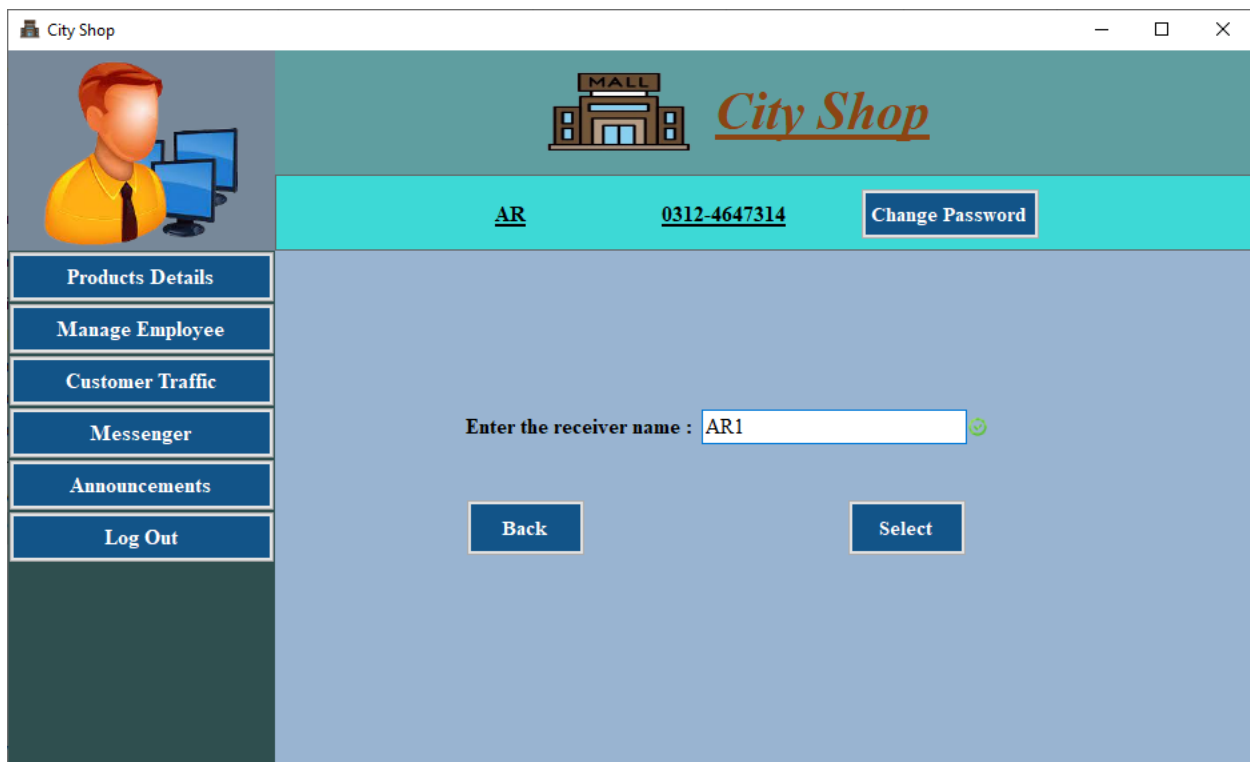 City Shop
MALL
City Shop
AR 0312-4647314 Change Password
Products Details
Manage Employee
Customer Traffic
Messenger
Announcements
Log Out
Enter the receiver name : AR1
Back Select